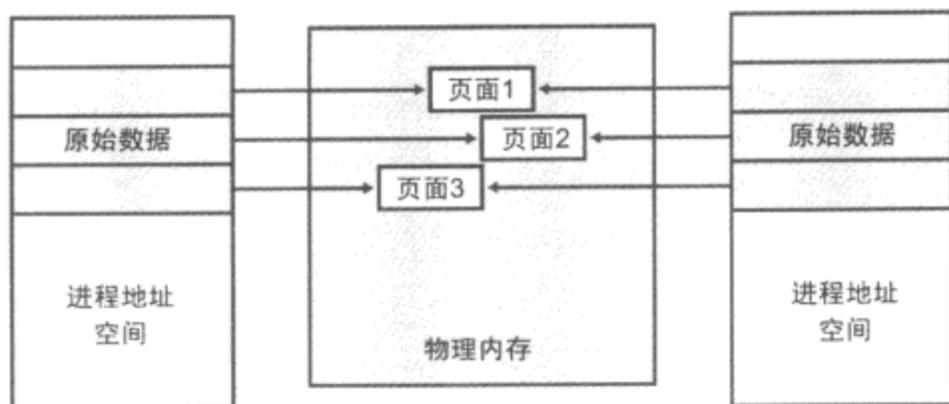 页面1
原始数据
页面2
原始数据
页面3
进程地址
空间
物理内存
进程地址
空间